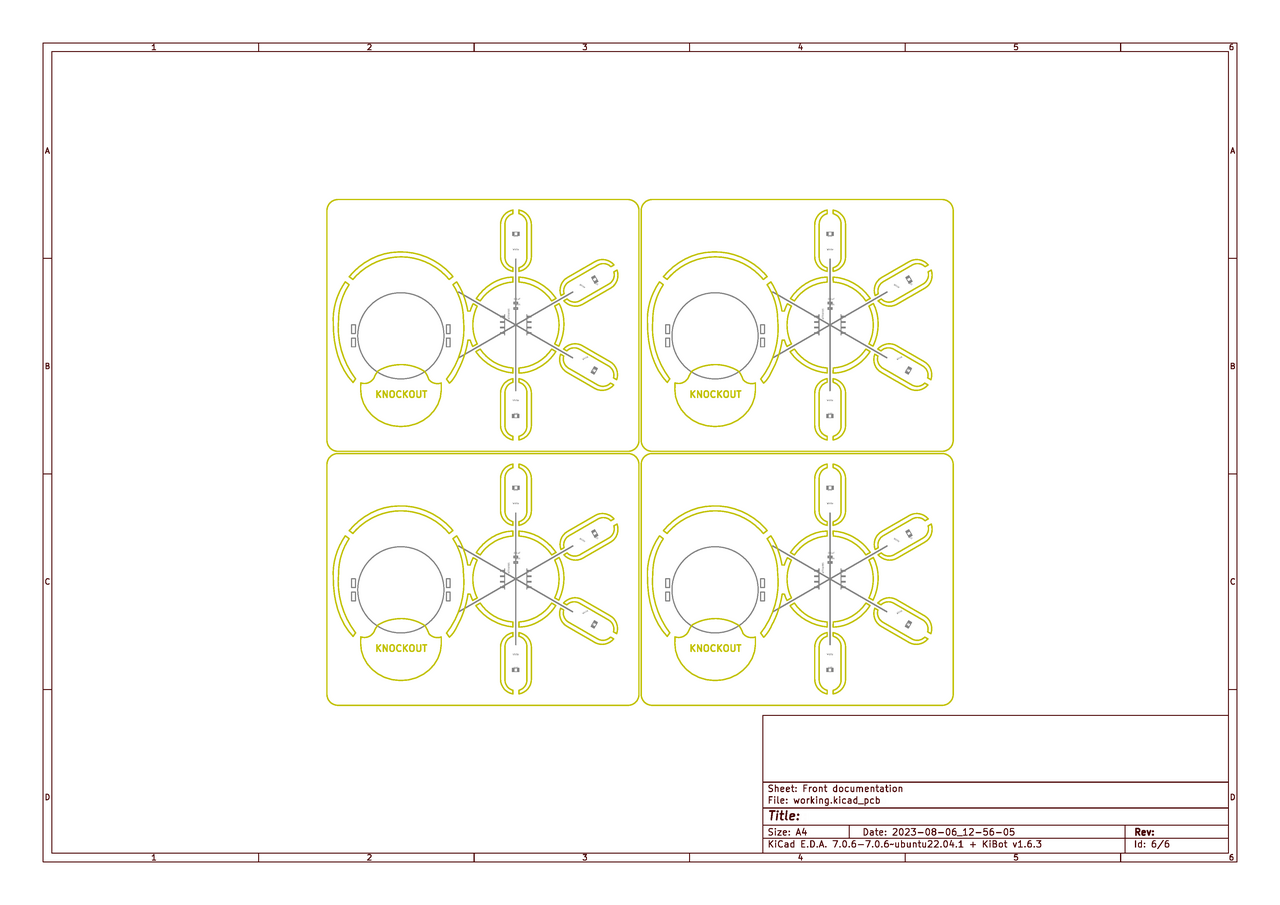 1 2 3 4 5 6
A A
B B
KNOCKOUT KNOCKOUT
C C
KNOCKOUT KNOCKOUT
D D
Sheet: Front documentation
File: working.kicad_pcb
Title:
Size: A4 Date: 2023-08-06_12-56-05 Rev:
KiCad E.D.A. 7.0.6-7.0.6~ubuntu22.04.1 + KiBot v1.6.3 Id: 6/6
1 2 3 4 5 6